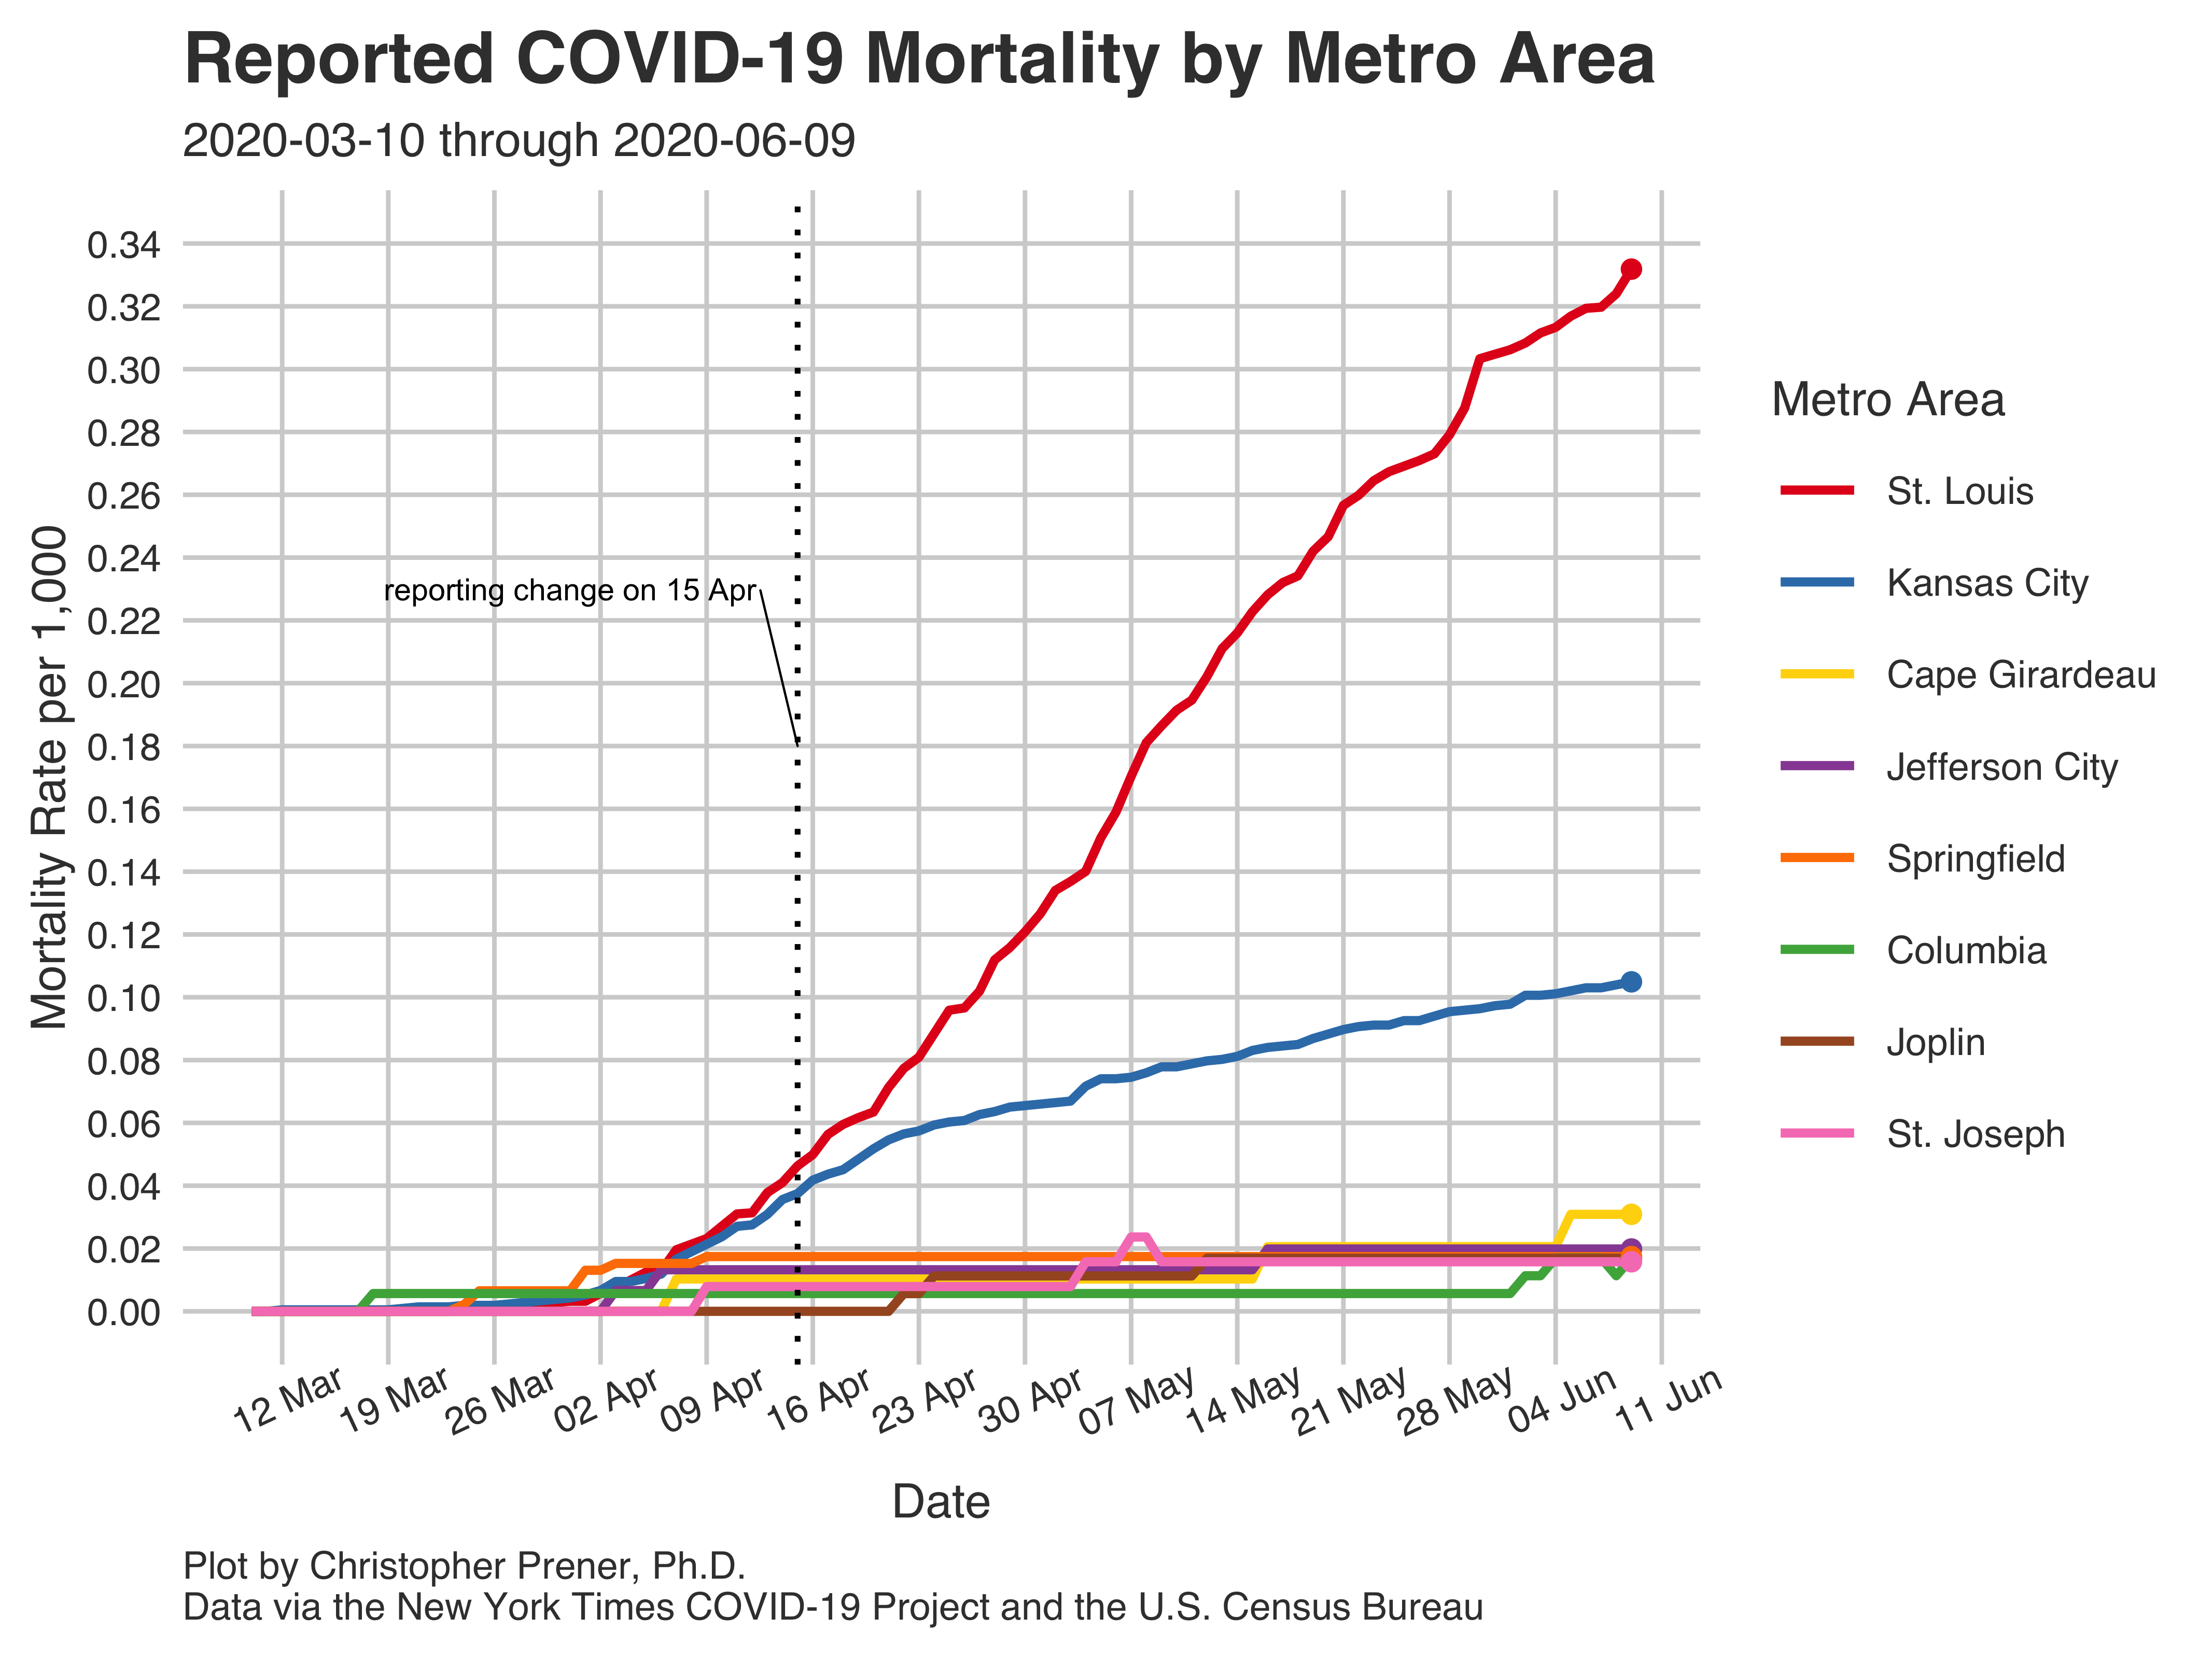 Reported COVID-19 Mortality by Metro Area
2020-03-10 through 2020-06-09
Mortality Rate per 1,000
0.34
0.32
0.30
0.28
0.26
0.24
0.22
0.20
0.18
0.16
0.14
0.12
0.10
0.08
0.06
0.04
0.02
0.00
reporting change on 15 Apr
12 Mar
19 Mar
26 Mar
02 Apr
09 Apr
16 Apr
23 Apr
30 Apr
07 May
14 May
21 May
28 May
04 Jun
11 Jun
Date
Metro Area
St. Louis
Kansas City
Cape Girardeau
Jefferson City
Springfield
Columbia
Joplin
St. Joseph
Plot by Christopher Prener, Ph.D.
Data via the New York Times COVID-19 Project and the U.S. Census Bureau